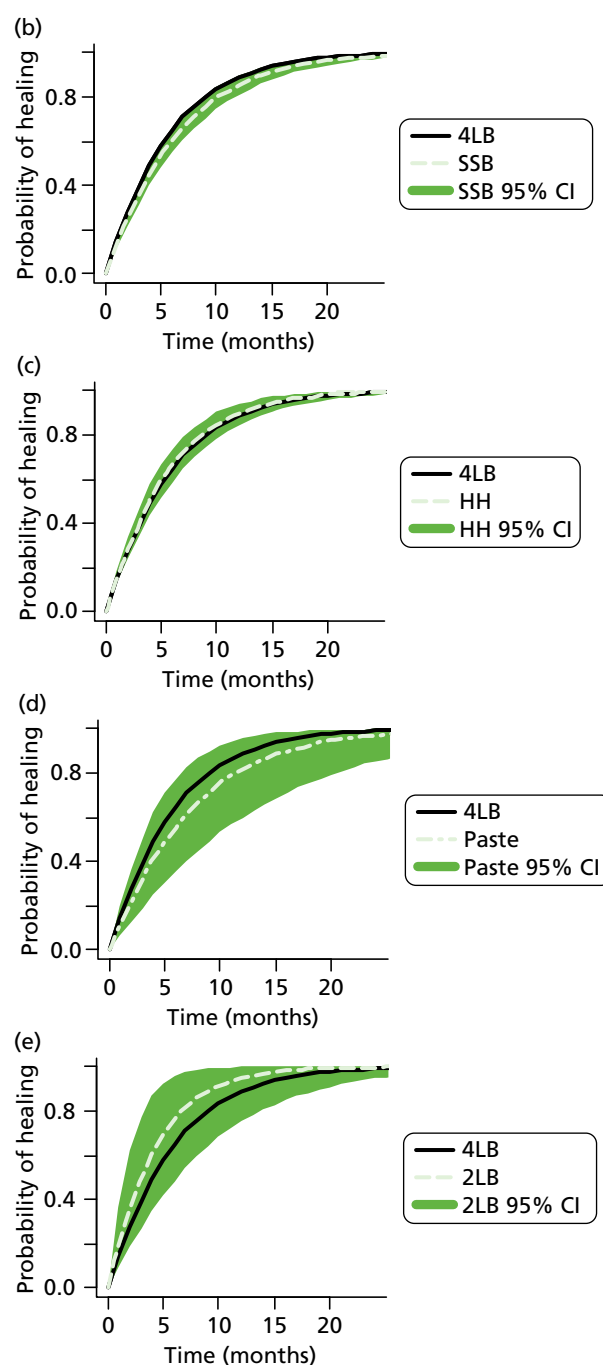 (b)
Probability of healing
0.8
0.4
0.0
0 5 10 15 20
Time (months)
4LB
SSB
SSB 95% CI
(c)
Probability of healing
0.8
0.4
0.0
0 5 10 15 20
Time (months)
4LB
HH
HH 95% CI
(d)
Probability of healing
0.8
0.4
0.0
0 5 10 15 20
Time (months)
4LB
Paste
Paste 95% CI
(e)
Probability of healing
0.8
0.4
0.0
0 5 10 15 20
Time (months)
4LB
2LB
2LB 95% CI